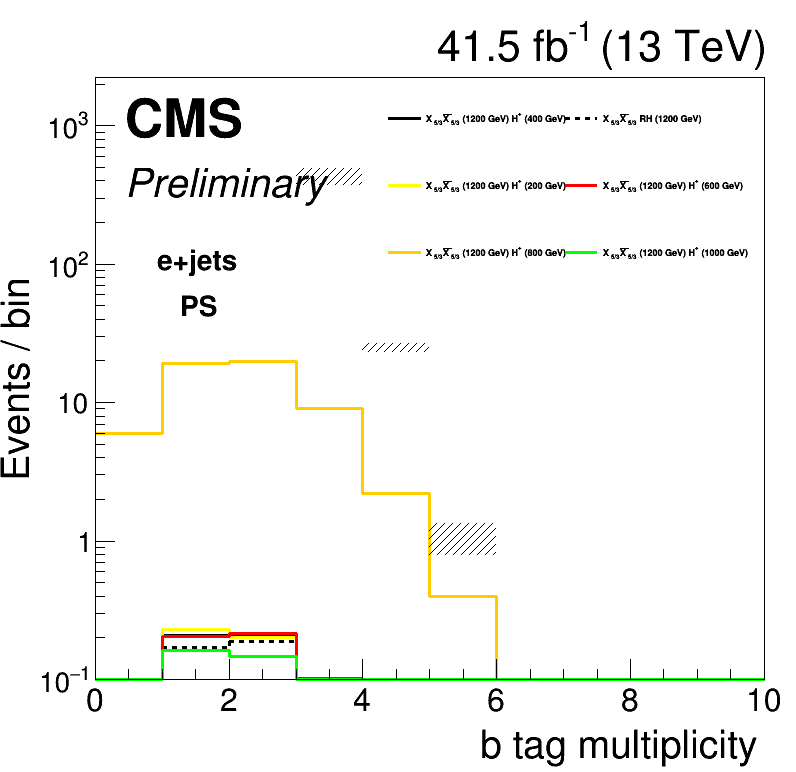 41.5 fb⁻¹ (13 TeV)
CMS
Preliminary
e+jets
PS
X₅/₃X̅₅/₃ (1200 GeV) H⁺ (400 GeV)
X₅/₃X̅₅/₃ RH (1200 GeV)
X₅/₃X̅₅/₃ (1200 GeV) H⁺ (200 GeV)
X₅/₃X̅₅/₃ (1200 GeV) H⁺ (600 GeV)
X₅/₃X̅₅/₃ (1200 GeV) H⁺ (800 GeV)
X₅/₃X̅₅/₃ (1200 GeV) H⁺ (1000 GeV)
Events / bin
10³
10²
10
1
10⁻¹
0 2 4 6 8 10
b tag multiplicity